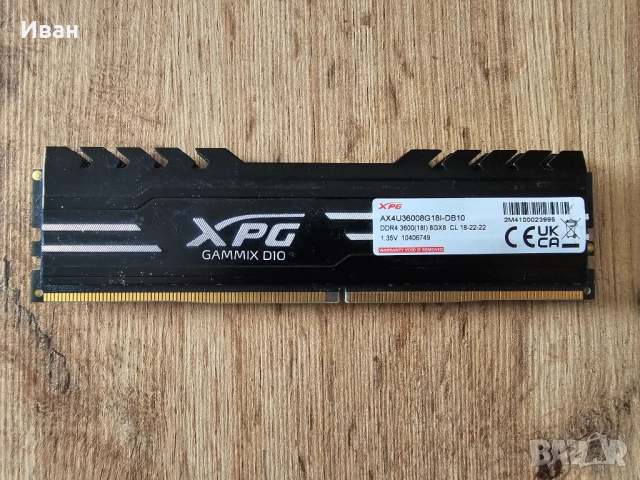 Иван
XPG
GAMMIX D10
XPG
AX4U36008G18I-DB10
DDR4 3600(18I) 8GX8 CL 18-22-22
1.35V 10406749
WARRANTY VOID IF REMOVED
2M4100023995
CE UK CA
BAZAR